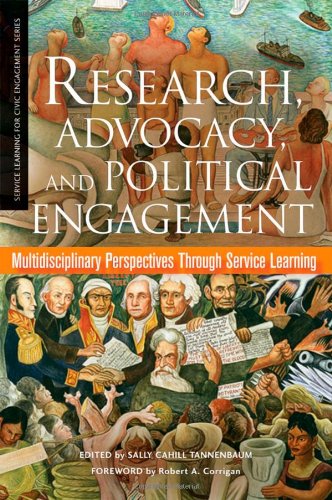 SERVICE LEARNING FOR CIVIC ENGAGEMENT SERIES
RESEARCH,
ADVOCACY,
AND POLITICAL
ENGAGEMENT
Multidisciplinary Perspectives Through Service Learning
EDITED BY SALLY CAHILL TANNENBAUM
FOREWORD BY Robert A. Corrigan